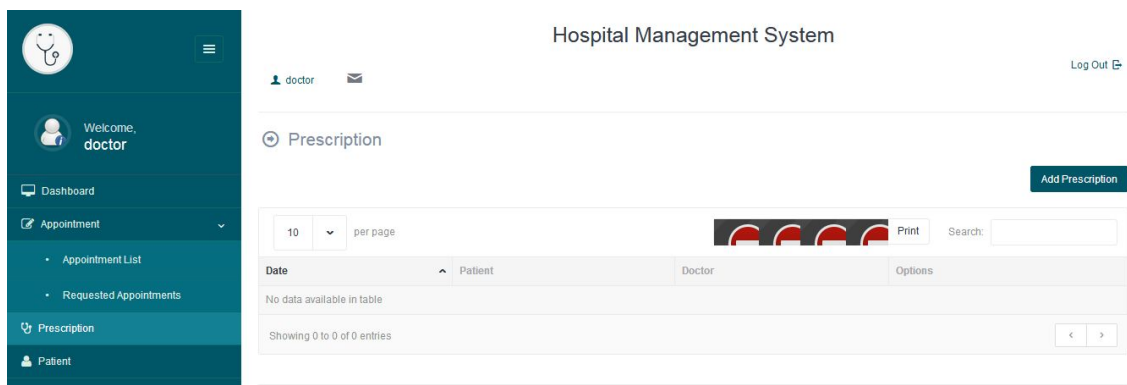 Hospital Management System
doctor
Log Out
Welcome,
doctor
Dashboard
Appointment
Appointment List
Requested Appointments
Prescription
Patient
Prescription
Add Prescription
10 per page Print Search:
Date Patient Doctor Options
No data available in table
Showing 0 to 0 of 0 entries